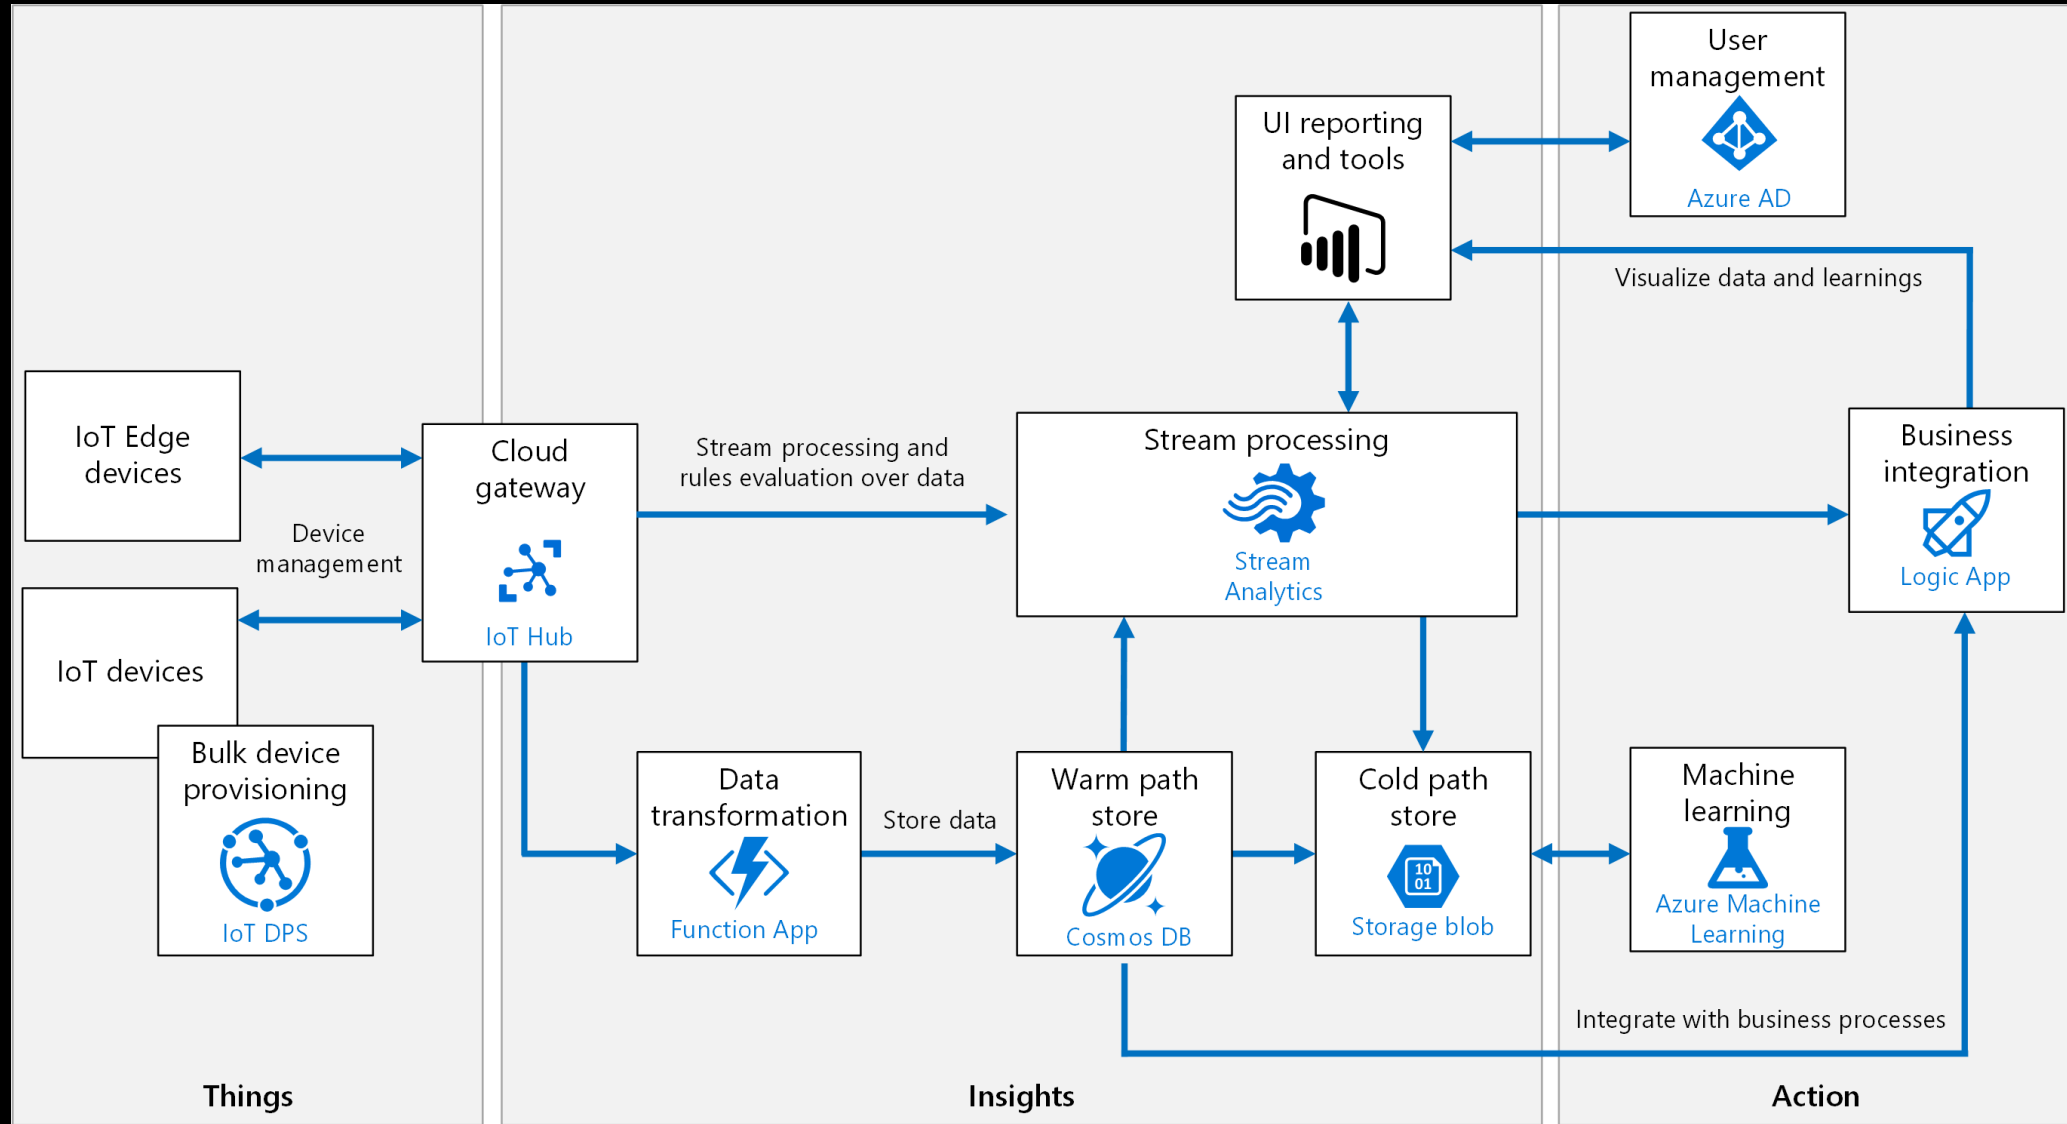 User
management
Azure AD
UI reporting
and tools
Visualize data and learnings
IoT Edge
devices
Device
management
IoT devices
Bulk device
provisioning
IoT DPS
Cloud
gateway
IoT Hub
Stream processing and
rules evaluation over data
Stream processing
Stream
Analytics
Business
integration
Logic App
Data
transformation
Function App
Store data
Warm path
store
Cosmos DB
Cold path
store
10
01
Storage blob
Machine
learning
Azure Machine
Learning
Integrate with business processes
Things
Insights
Action